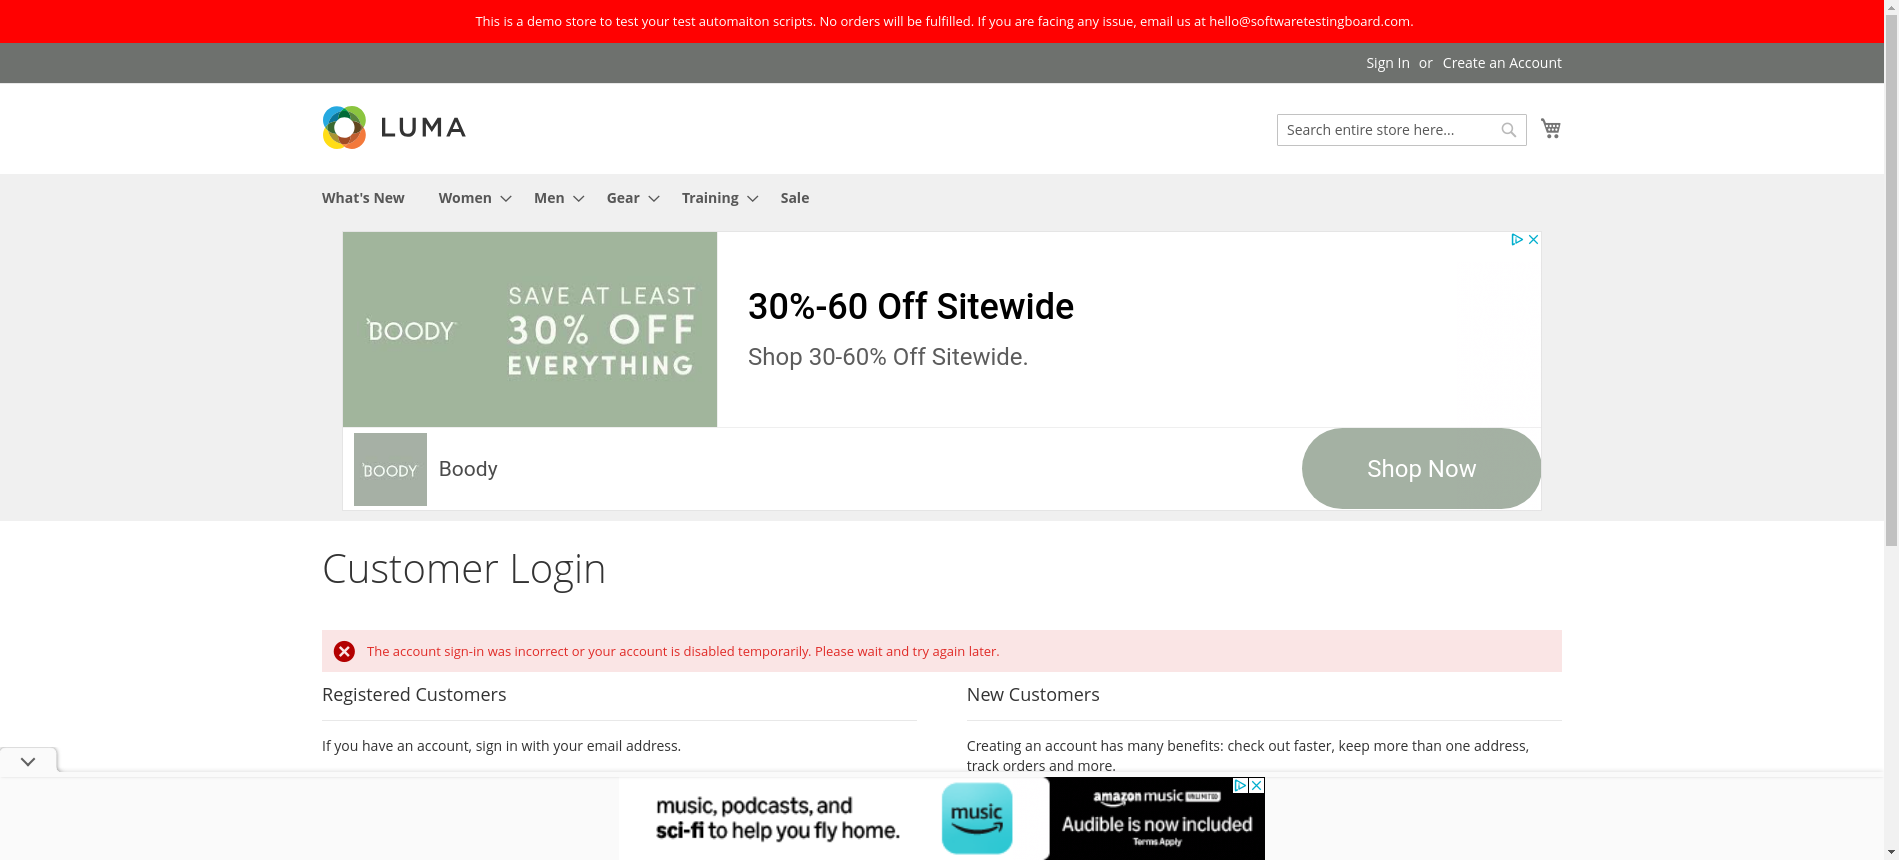 This is a demo store to test your test automaiton scripts. No orders will be fulfilled. If you are facing any issue, email us at hello@softwaretestingboard.com.
Sign In or Create an Account
LUMA
Search entire store here...
What's New Women Men Gear Training Sale
BOODY
SAVE AT LEAST
30% OFF
EVERYTHING
30%-60 Off Sitewide
Shop 30-60% Off Sitewide.
BOODY
Boody
Shop Now
Customer Login
The account sign-in was incorrect or your account is disabled temporarily. Please wait and try again later.
Registered Customers
If you have an account, sign in with your email address.
New Customers
Creating an account has many benefits: check out faster, keep more than one address,
track orders and more.
music, podcasts, and
sci-fi to help you fly home.
music
amazon music UNLIMITED
Audible is now included
Terms Apply